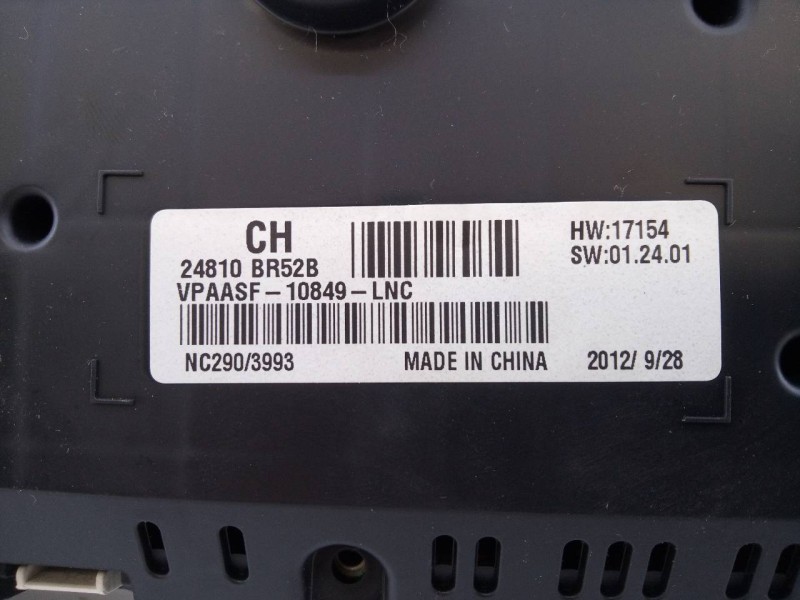 CH
24810 BR52B
VPAASF-10849-LNC
HW:17154
SW:01.24.01
NC290/3993 MADE IN CHINA 2012/ 9/28